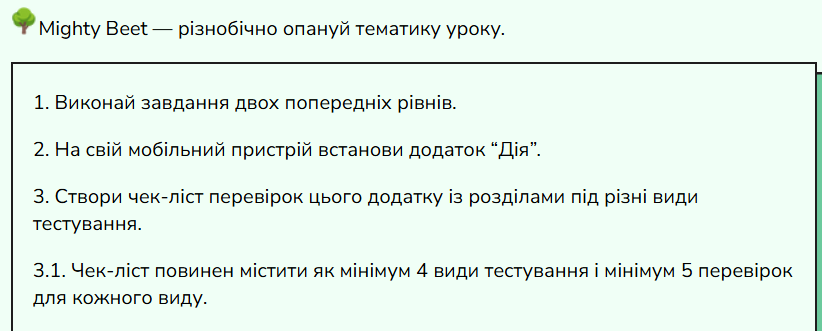 Mighty Beet — різнобічно опануй тематику уроку.
1. Виконай завдання двох попередніх рівнів.
2. На свій мобільний пристрій встанови додаток “Дія”.
3. Створи чек-ліст перевірок цього додатку із розділами під різні види
тестування.
3.1. Чек-ліст повинен містити як мінімум 4 види тестування і мінімум 5 перевірок
для кожного виду.